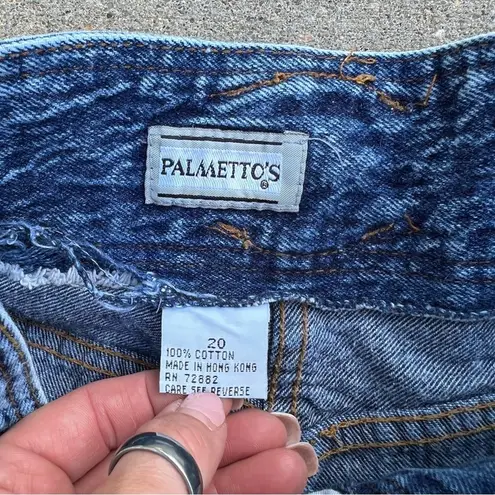 PALMETTO'S®
20
100% COTTON
MADE IN HONG KONG
RN 72882
CARE SEE REVERSE